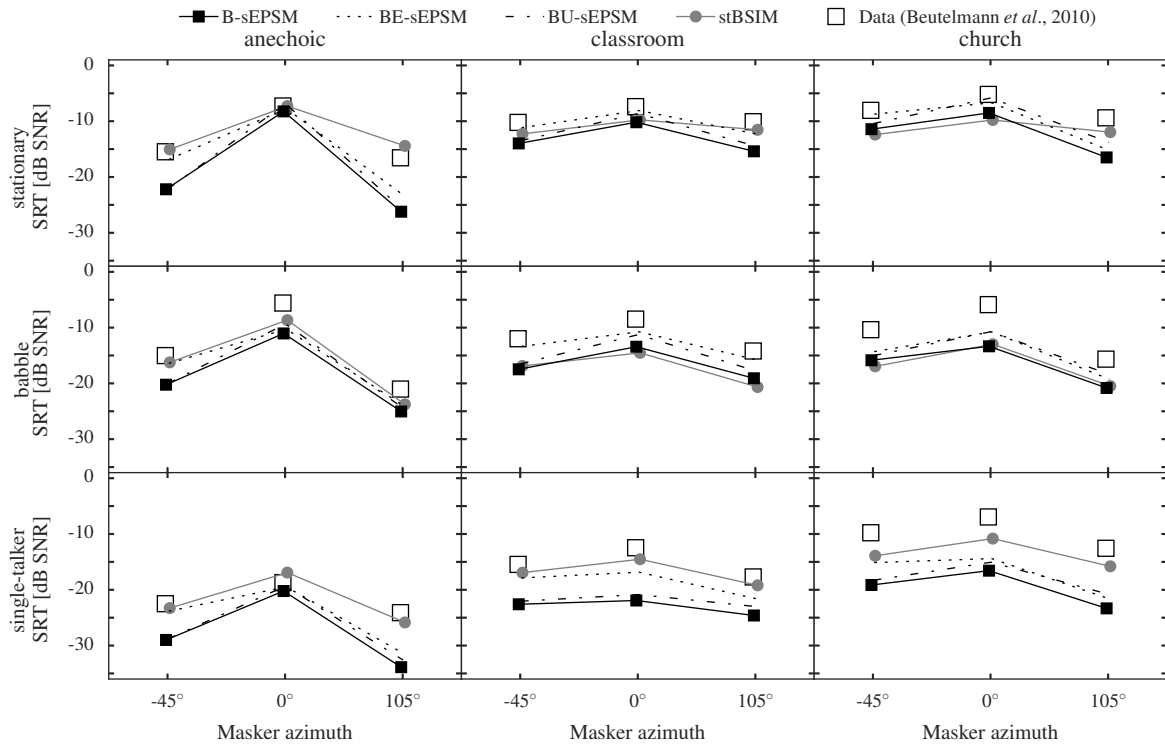 B-sEPSM BE-sEPSM BU-sEPSM stBSIM Data (Beutelmann et al., 2010)
anechoic classroom church
0
-10
-20
-30
stationary
SRT [dB SNR]
0
-10
-20
-30
babble
SRT [dB SNR]
0
-10
-20
-30
single-talker
SRT [dB SNR]
-45° 0° 105° -45° 0° 105° -45° 0° 105°
Masker azimuth Masker azimuth Masker azimuth